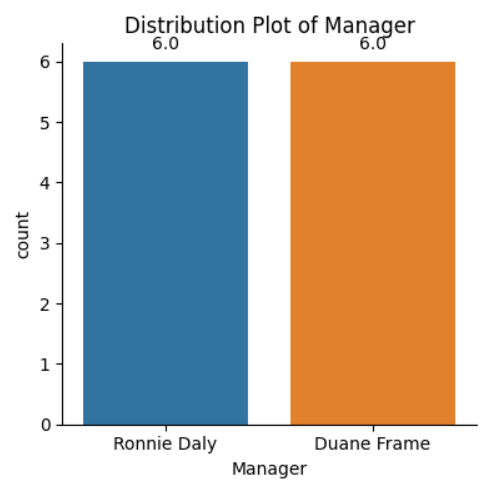 Distribution Plot of Manager
6.0 6.0
6
5
4
3
2
1
0
count
Ronnie Daly Duane Frame
Manager